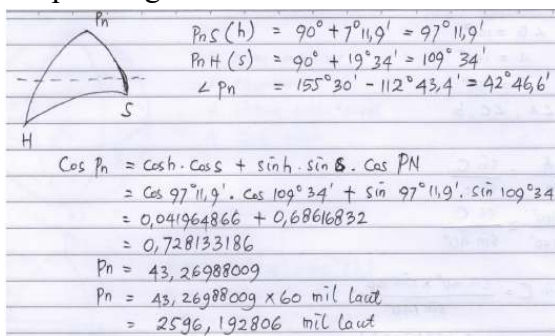 Pn
H
S
PnS (h) = 90° + 7°11,9' = 97°11,9'
PnH (s) = 90° + 19°34' = 109° 34'
∠ Pn = 155°30' - 112°43,4' = 42°46,6'
Cos Pn = cosh . Cos s + sin h . sin s . Cos PN
= Cos 97°11,9' . Cos 109°34' + Sin 97°11,9' . Sin 109°34
= 0,041964866 + 0,68616832
= 0,728133186
Pn = 43,26988009
Pn = 43,26988009 x 60 mil laut
= 2596,192806 mil laut